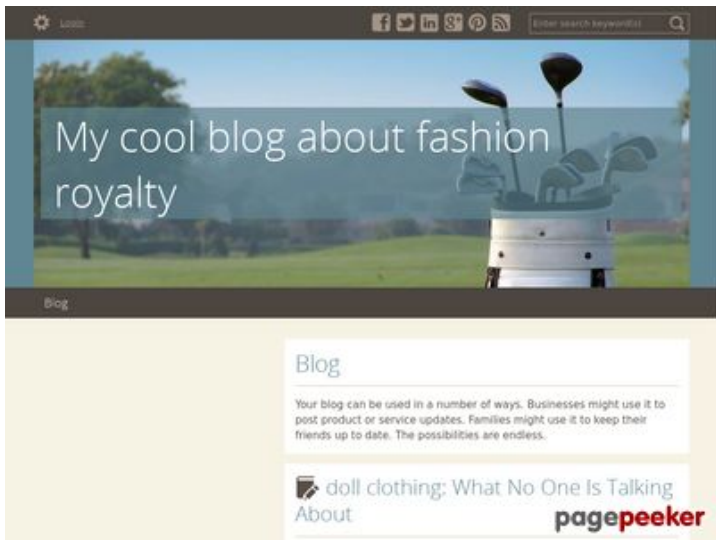 Login
Enter search keyword(s)
My cool blog about fashion
royalty
Blog
Blog
Your blog can be used in a number of ways. Businesses might use it to
post product or service updates. Families might use it to keep their
friends up to date. The possibilities are endless.
doll clothing: What No One Is Talking
About
pagepeeker